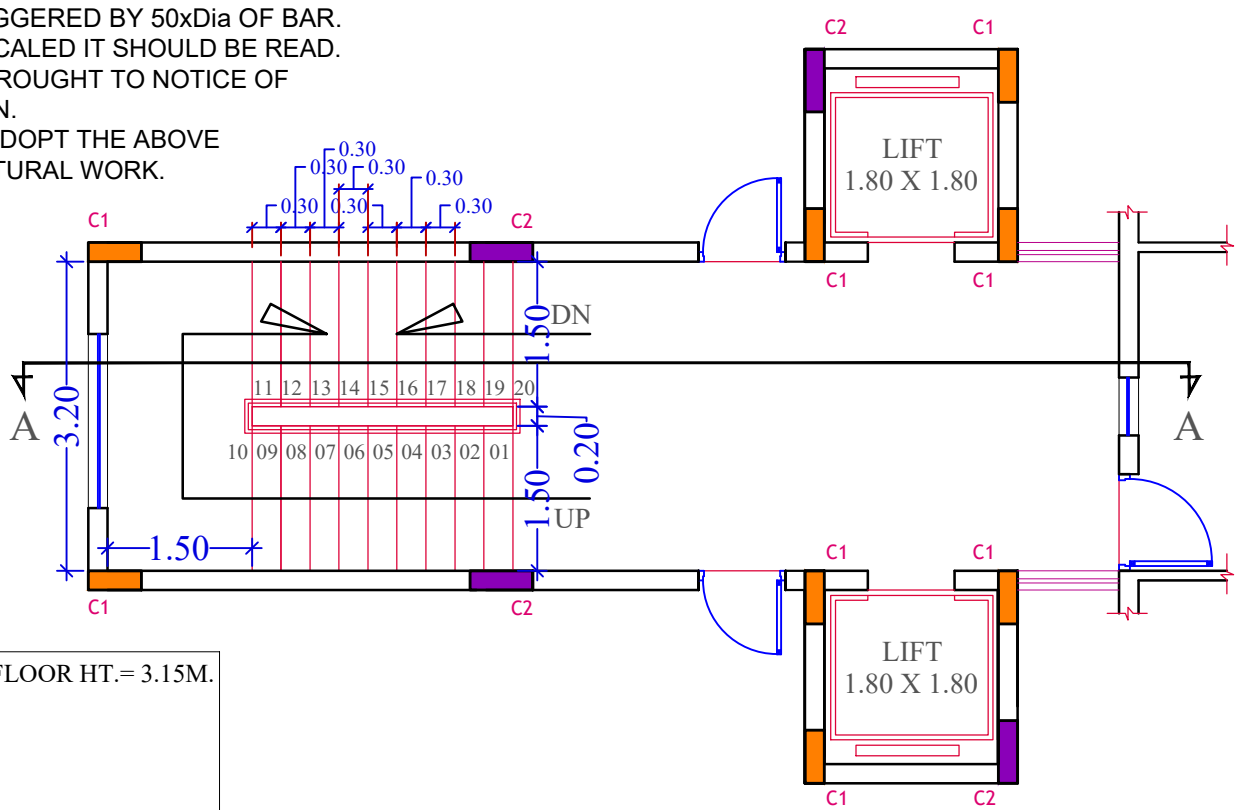 GGERED BY 50xDia OF BAR.
CALED IT SHOULD BE READ.
ROUGHT TO NOTICE OF
N.
DOPT THE ABOVE
TURAL WORK.
C2 C1
LIFT
1.80 X 1.80
0.30
0.30 0.30
0.30
0.30 0.30 0.30
C1 C2
C1 C1
DN
1.50
11 12 13 14 15 16 17 18 19 20
A A
3.20
0.20
10 09 08 07 06 05 04 03 02 01
1.50
UP
1.50
C1 C1
C1 C2
LIFT
1.80 X 1.80
FLOOR HT.= 3.15M.
C1 C2